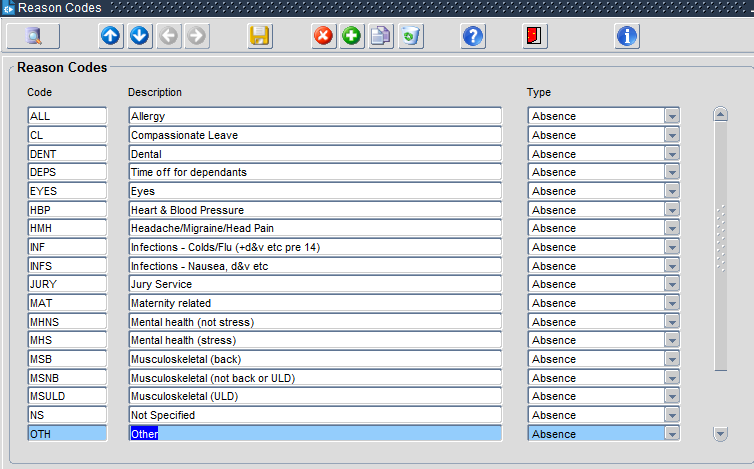 Reason Codes
Reason Codes
Code Description Type
ALL Allergy Absence
CL Compassionate Leave Absence
DENT Dental Absence
DEPS Time off for dependants Absence
EYES Eyes Absence
HBP Heart & Blood Pressure Absence
HMH Headache/Migraine/Head Pain Absence
INF Infections - Colds/Flu (+d&v etc pre 14) Absence
INFS Infections - Nausea, d&v etc Absence
JURY Jury Service Absence
MAT Maternity related Absence
MHNS Mental health (not stress) Absence
MHS Mental health (stress) Absence
MSB Musculoskeletal (back) Absence
MSNB Musculoskeletal (not back or ULD) Absence
MSULD Musculoskeletal (ULD) Absence
NS Not Specified Absence
OTH Other Absence